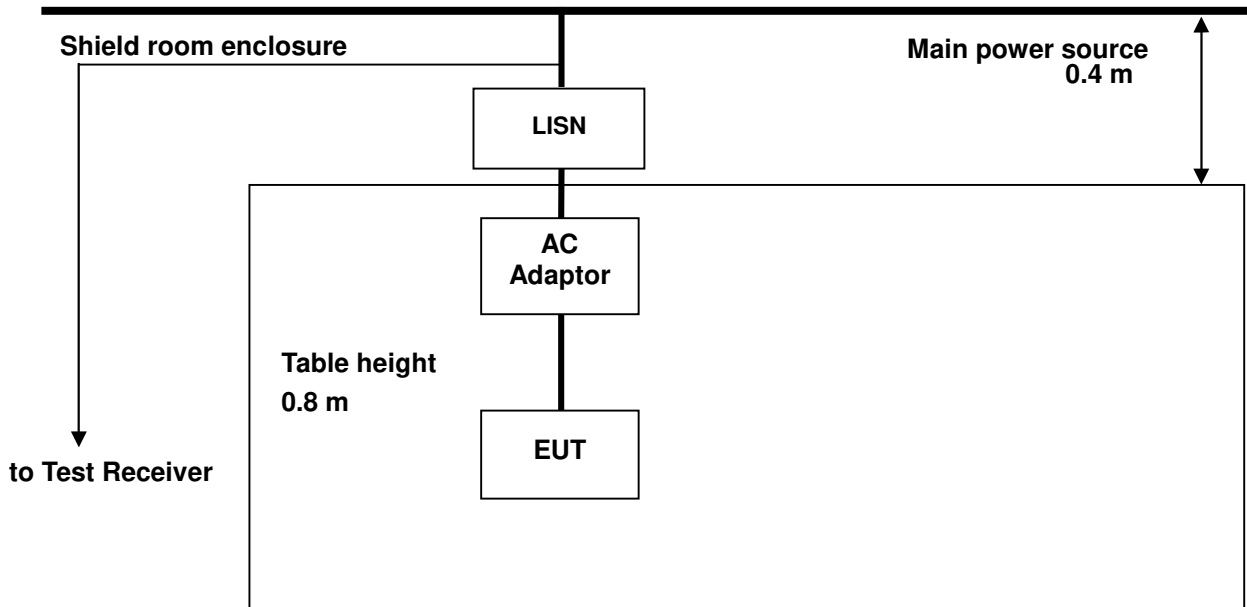 Shield room enclosure
Main power source
0.4 m
LISN
AC
Adaptor
Table height
0.8 m
EUT
to Test Receiver